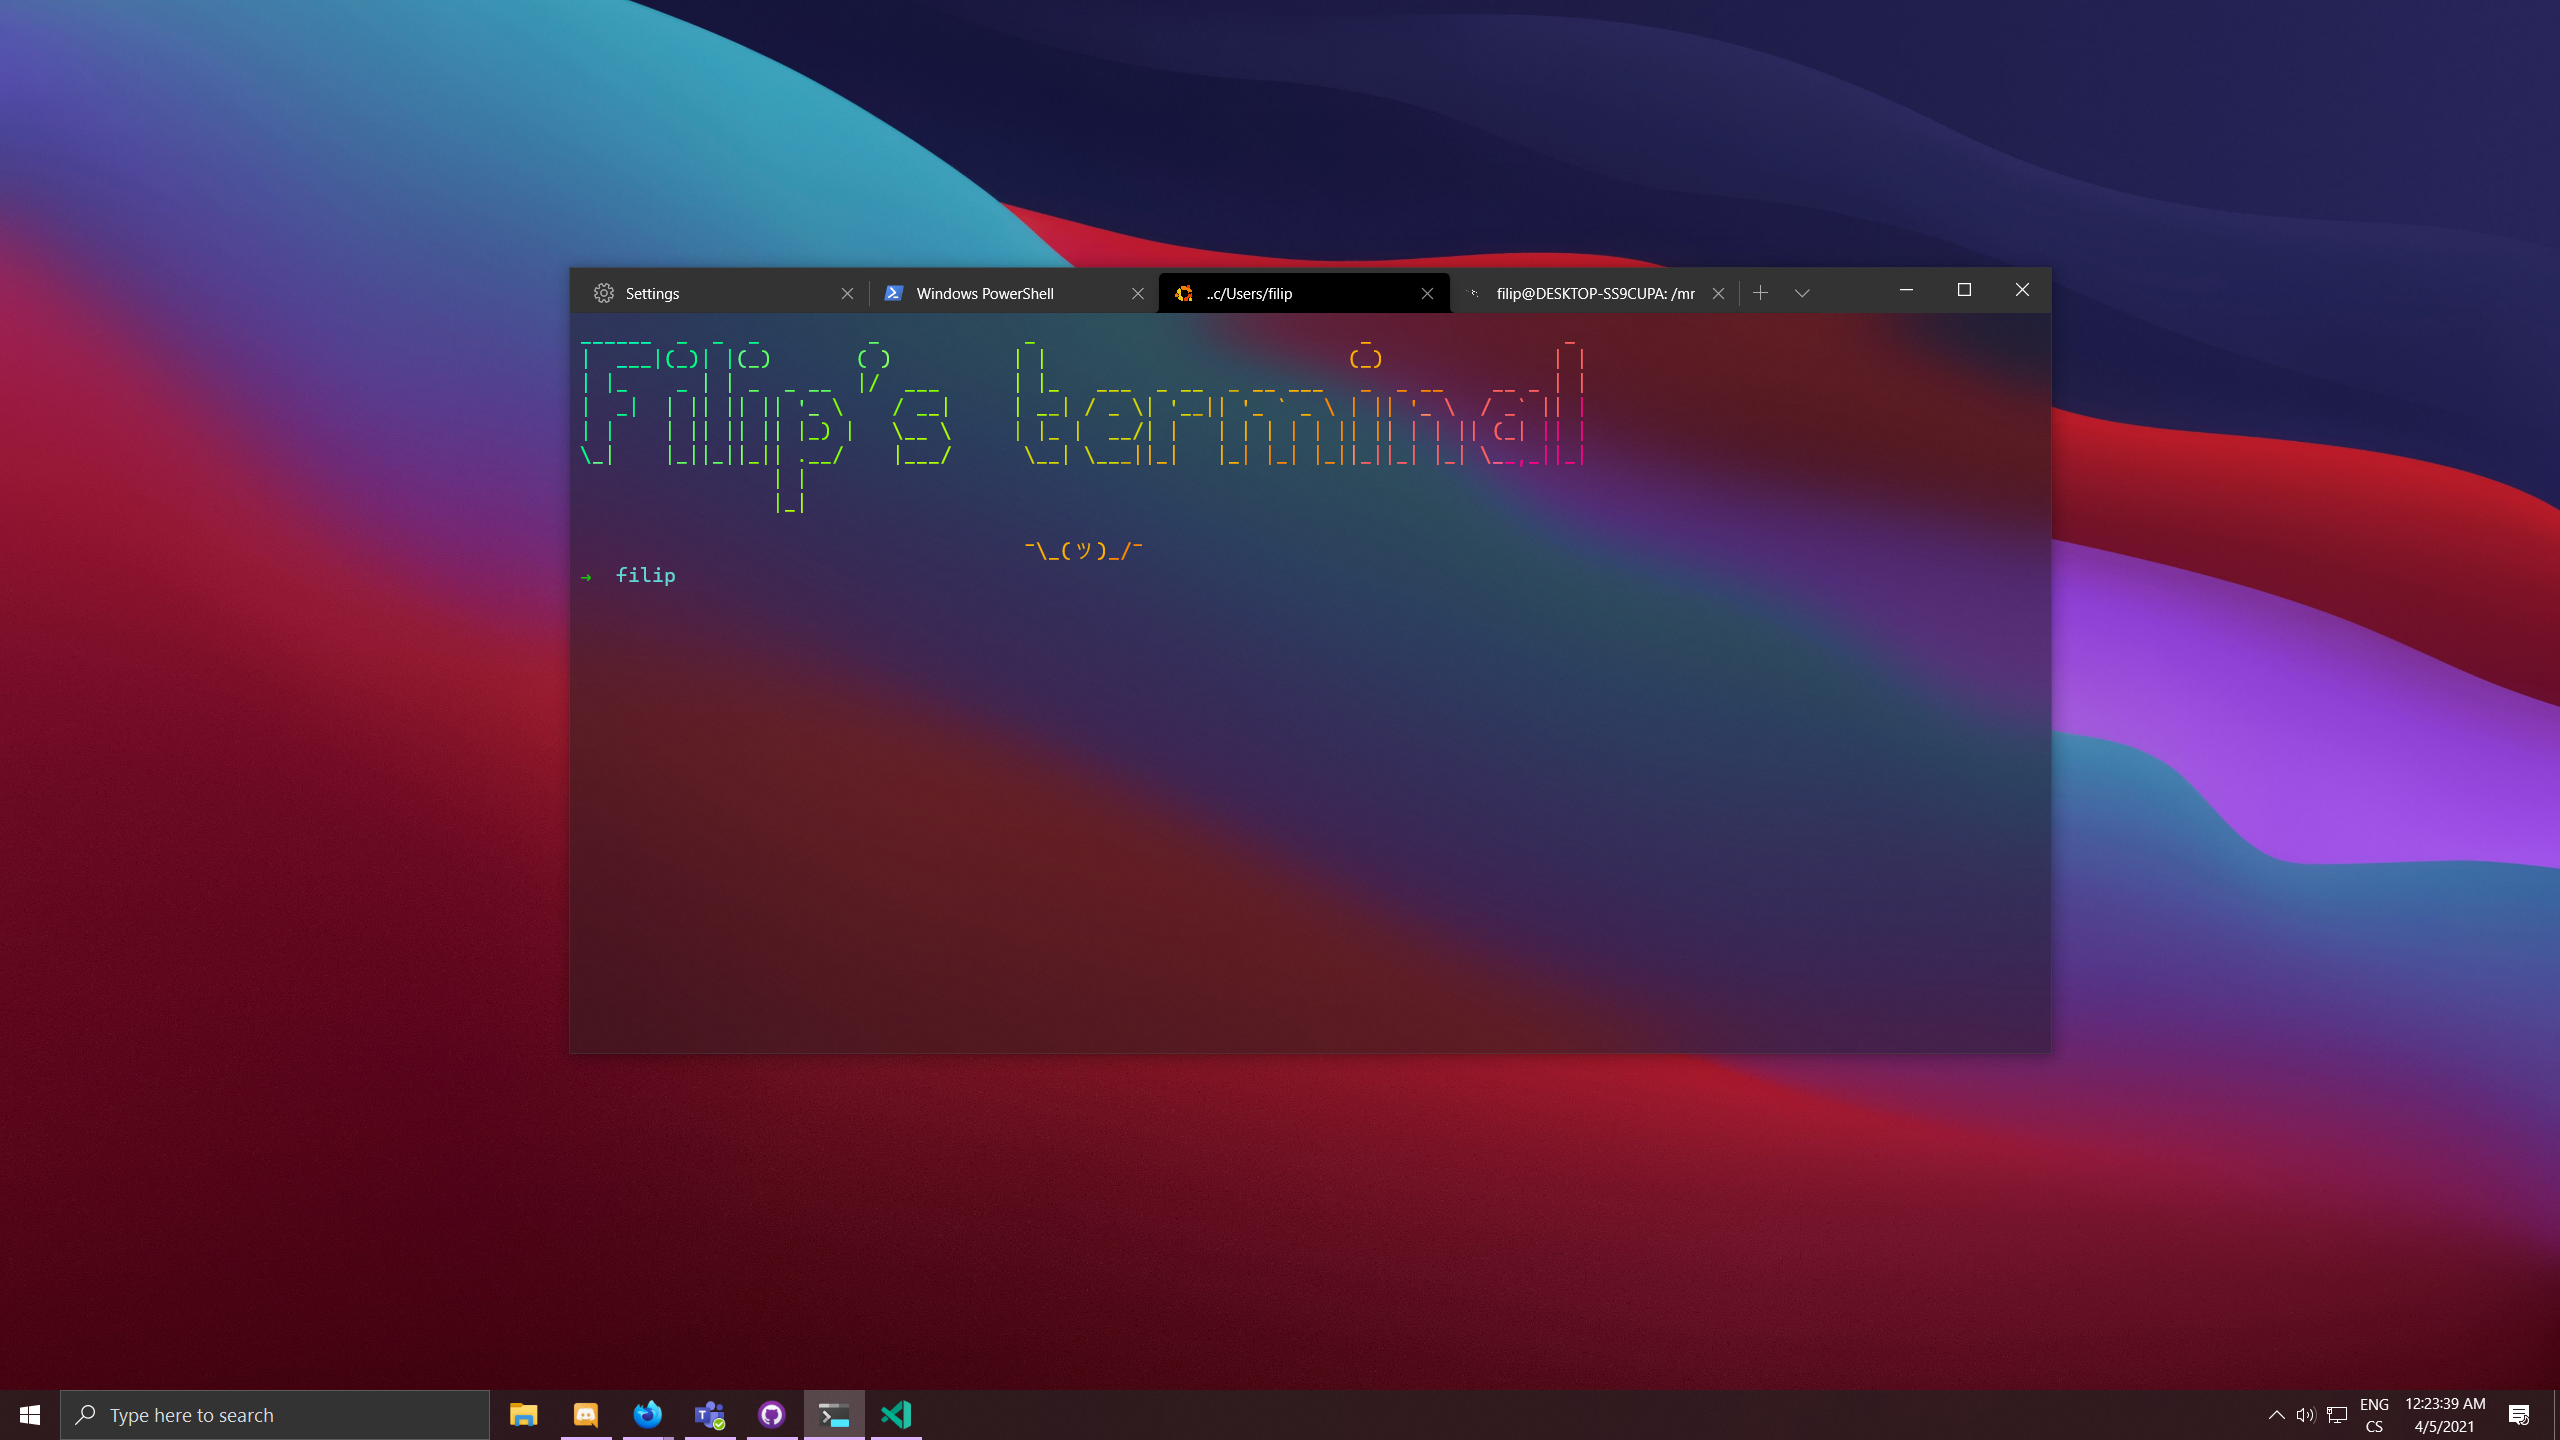 Settings
Windows PowerShell
..c/Users/filip
filip@DESKTOP-SS9CUPA: /mr
Filip's terminal
¯\_(ツ)_/¯
→ filip
Type here to search
ENG
CS
12:23:39 AM
4/5/2021